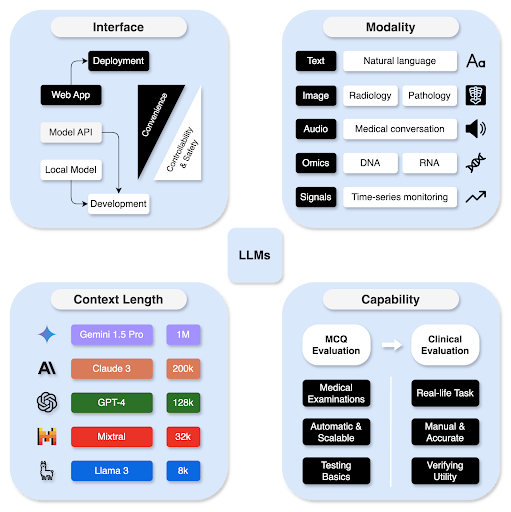 Interface
Deployment
Web App
Model API
Local Model
Development
Convenience
Controllability
& Safety
Modality
Text
Natural language
Aa
Image
Radiology
Pathology
Audio
Medical conversation
Omics
DNA
RNA
Signals
Time-series monitoring
LLMs
Context Length
Gemini 1.5 Pro
1M
Claude 3
200k
GPT-4
128k
Mixtral
32k
Llama 3
8k
Capability
MCQ
Evaluation
Clinical
Evaluation
Medical
Examinations
Real-life Task
Automatic &
Scalable
Manual &
Accurate
Testing
Basics
Verifying
Utility